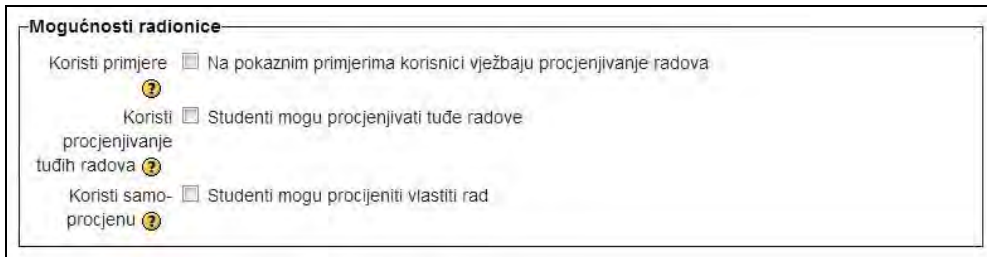 Mogućnosti radionice
Koristi primjere Na pokaznim primjerima korisnici vježbaju procjenjivanje radova
?
Koristi Studenti mogu procjenjivati tuđe radove
procjenjivanje
tuđih radova ?
Koristi samo- Studenti mogu procijeniti vlastiti rad
procjenu ?